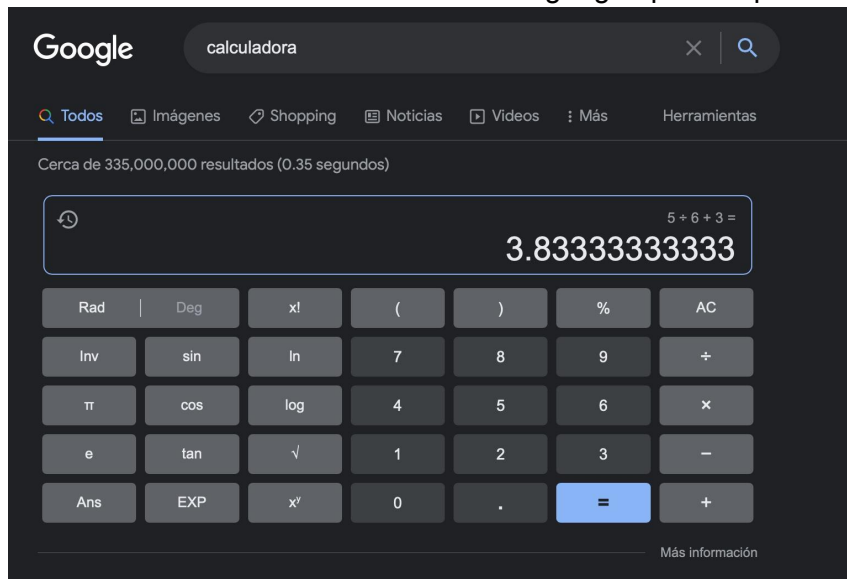 Google calculadora
Todos Imágenes Shopping Noticias Videos Más Herramientas
Cerca de 335,000,000 resultados (0.35 segundos)
5 ÷ 6 + 3 =
3.83333333333
Rad | Deg x! ( ) % AC
Inv sin ln 7 8 9 ÷
π cos log 4 5 6 ×
e tan √ 1 2 3 −
Ans EXP xʸ 0 . = +
Más información